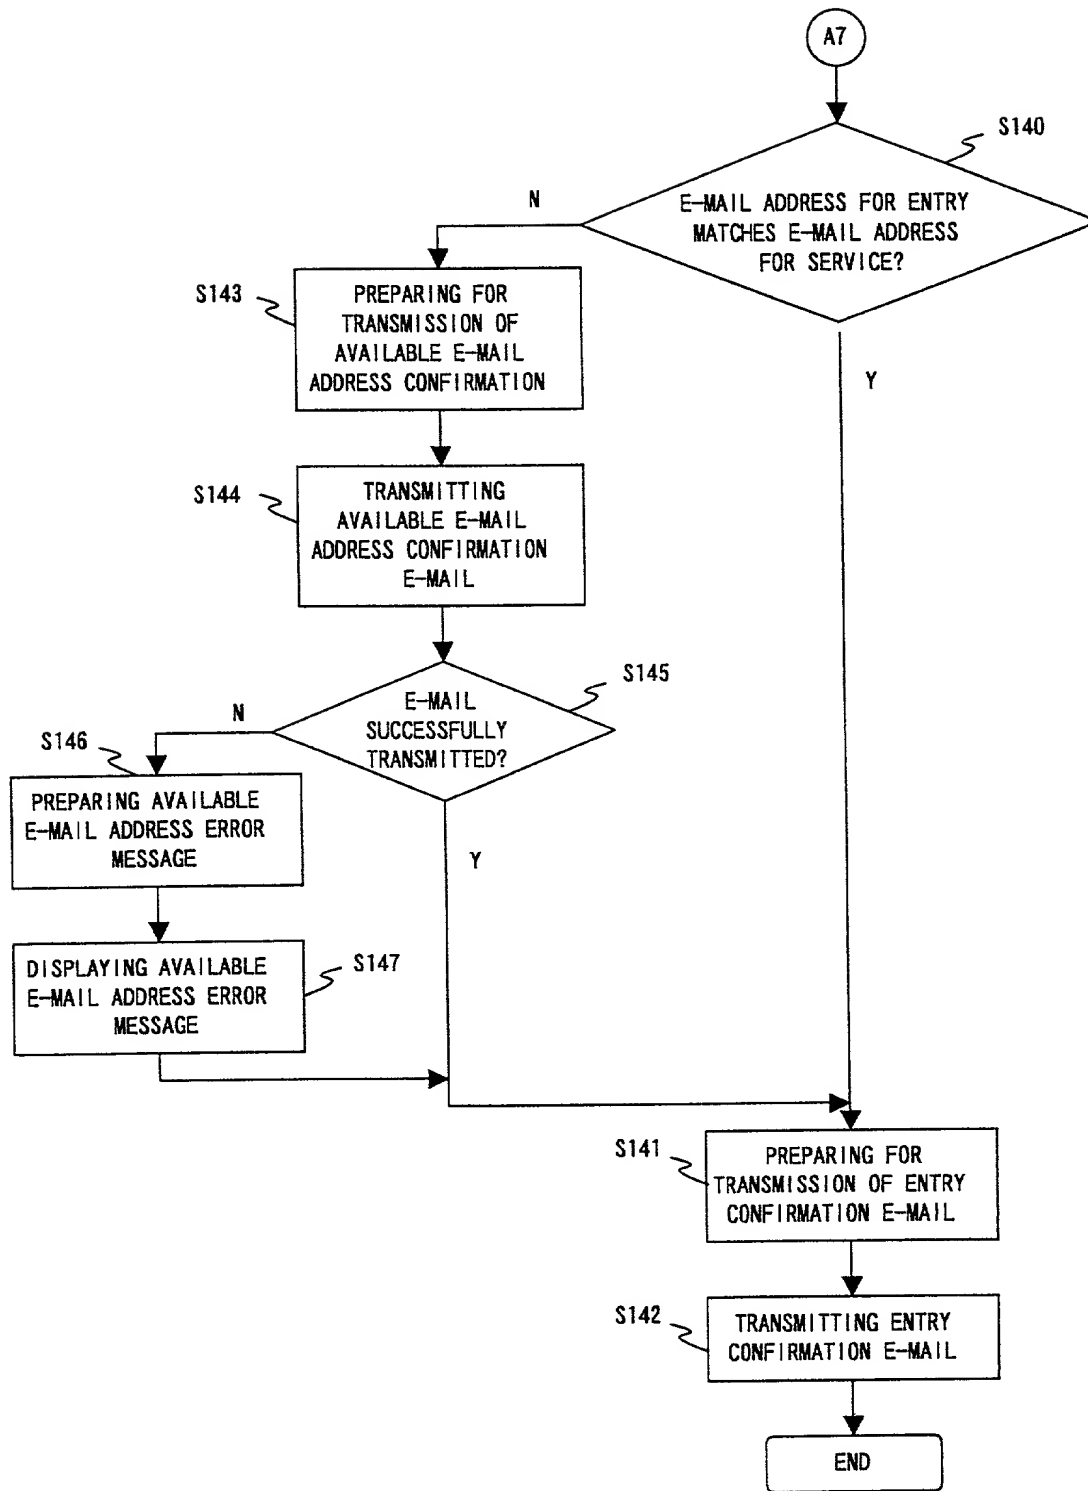 A7
S140
E-MAIL ADDRESS FOR ENTRY
MATCHES E-MAIL ADDRESS
FOR SERVICE?
N
Y
S143
PREPARING FOR
TRANSMISSION OF
AVAILABLE E-MAIL
ADDRESS CONFIRMATION
S144
TRANSMITTING
AVAILABLE E-MAIL
ADDRESS CONFIRMATION
E-MAIL
S145
E-MAIL
SUCCESSFULLY
TRANSMITTED?
N
Y
S146
PREPARING AVAILABLE
E-MAIL ADDRESS ERROR
MESSAGE
DISPLAYING AVAILABLE
E-MAIL ADDRESS ERROR
MESSAGE
S147
S141
PREPARING FOR
TRANSMISSION OF ENTRY
CONFIRMATION E-MAIL
S142
TRANSMITTING ENTRY
CONFIRMATION E-MAIL
END